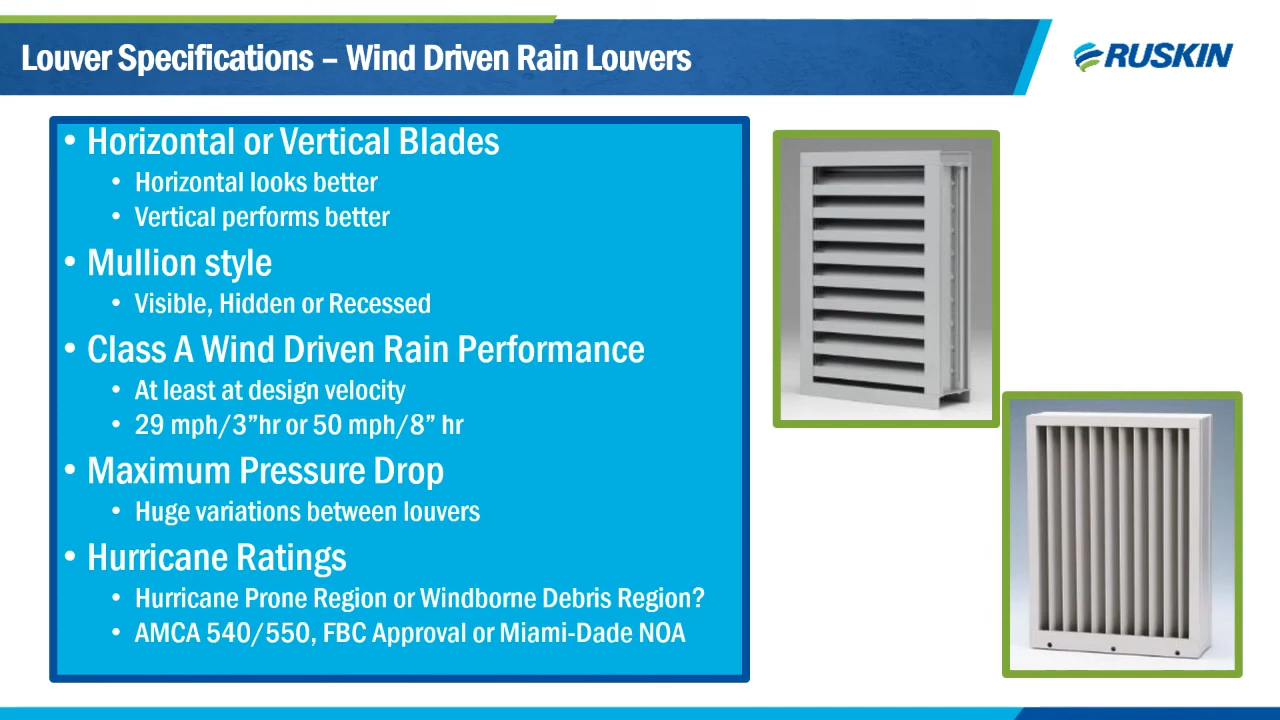 Louver Specifications – Wind Driven Rain Louvers
RUSKIN
• Horizontal or Vertical Blades
• Horizontal looks better
• Vertical performs better
• Mullion style
• Visible, Hidden or Recessed
• Class A Wind Driven Rain Performance
• At least at design velocity
• 29 mph/3”hr or 50 mph/8” hr
• Maximum Pressure Drop
• Huge variations between louvers
• Hurricane Ratings
• Hurricane Prone Region or Windborne Debris Region?
• AMCA 540/550, FBC Approval or Miami-Dade NOA